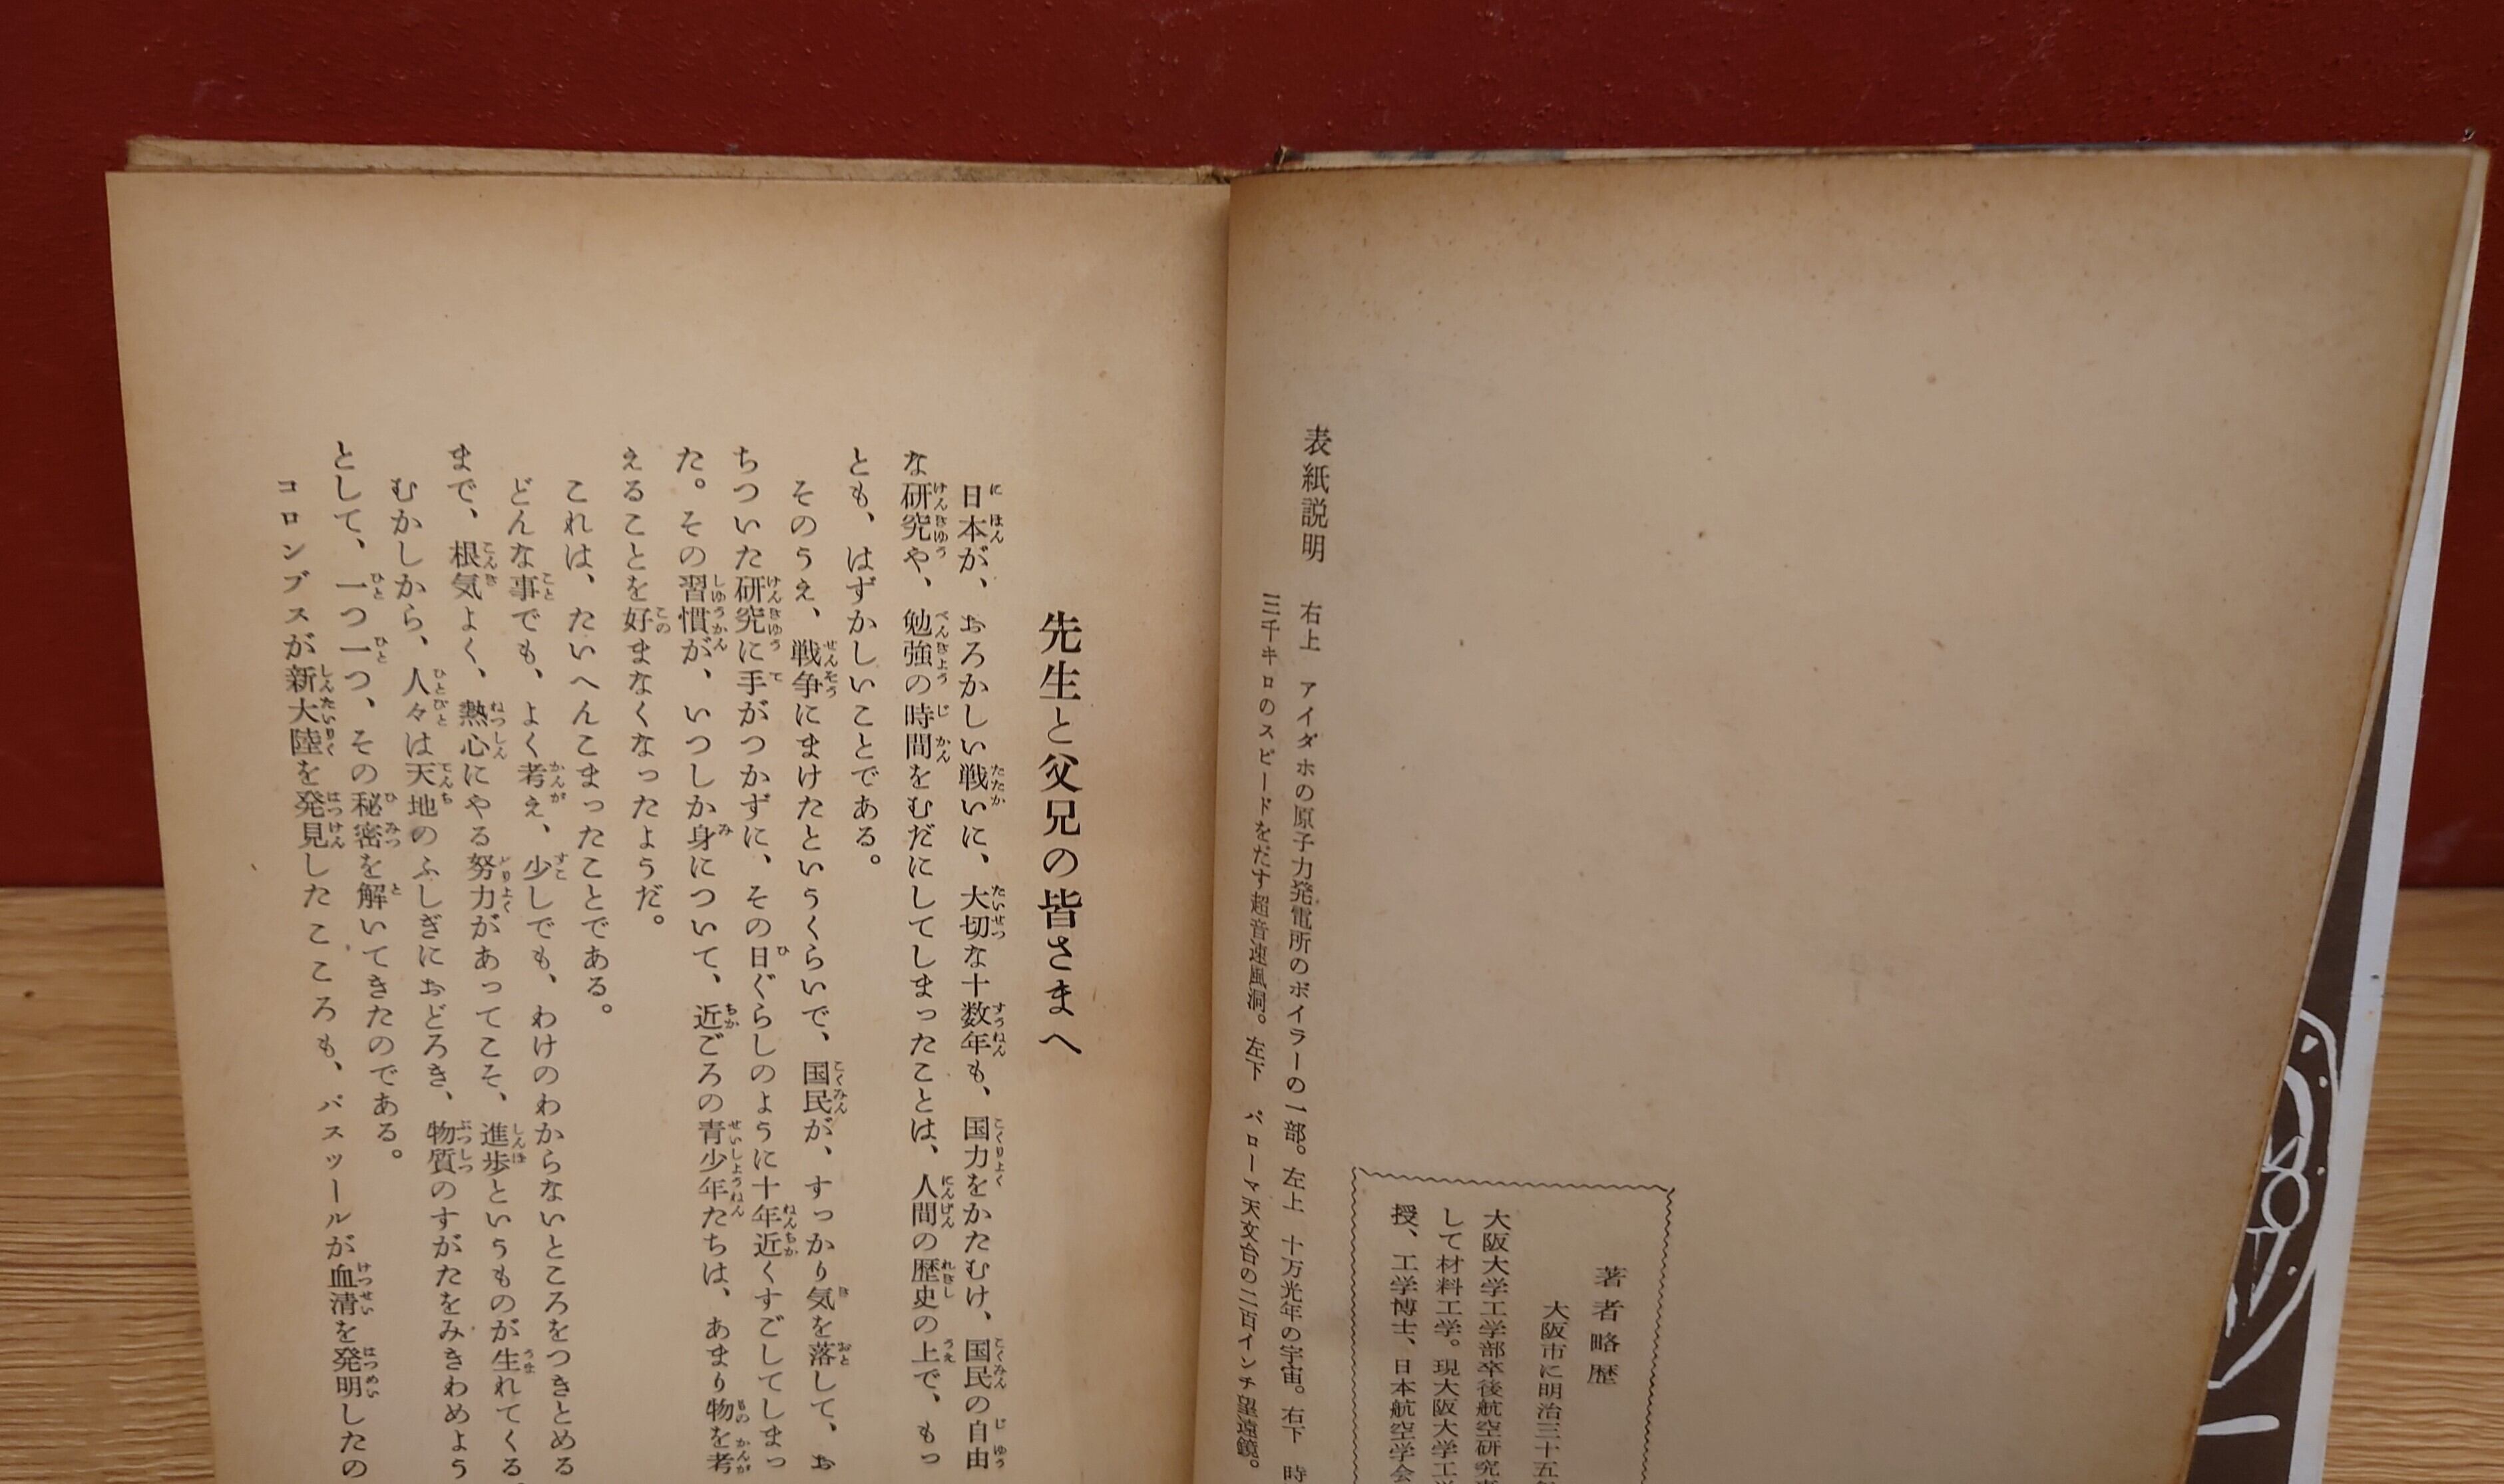 表紙説明　右上　アイダホの原子力発電所のボイラーの一部。左上　十万光年の宇宙。右下　時
三千キロのスピードをだす超音速風洞。左下　パローマ天文台の二百インチ望遠鏡。
著者略歴
大阪市に明治三十五
大阪大学工学部卒後航空研究
して材料工学。現大阪大学工
授、工学博士、日本航空学会
先生と父兄の皆さまへ
日本が、おろかしい戦いに、大切な十数年も、国力をかたむけ、国民の自由
な研究や、勉強の時間をむだにしてしまったことは、人間の歴史の上で、もっ
とも、はずかしいことである。
そのうえ、戦争にまけたというくらいで、国民が、すっかり気を落して、お
ちついた研究に手がつかずに、その日ぐらしのように十年近くすごしてしまっ
た。その習慣が、いつしか身について、近ごろの青少年たちは、あまり物を考
えることを好まなくなったようだ。
これは、たいへんこまったことである。
どんな事でも、よく考え、少しでも、わけのわからないところをつきとめる
まで、根気よく、熱心にやる努力があってこそ、進歩というものが生れてくる
むかしから、人々は天地のふしぎにおどろき、物質のすがたをみきわめよう
として、一つ一つ、その秘密を解いてきたのである。
コロンブスが新大陸を発見したこころも、パスツールが血清を発明したの